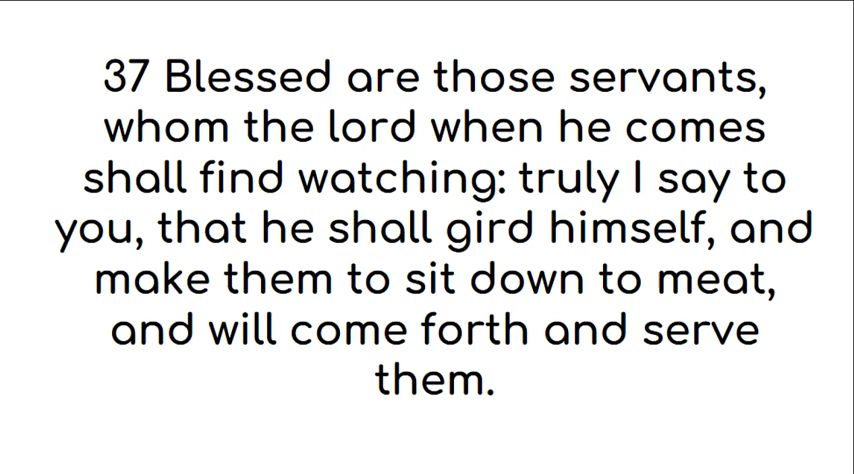 37 Blessed are those servants,
whom the lord when he comes
shall find watching: truly I say to
you, that he shall gird himself, and
make them to sit down to meat,
and will come forth and serve
them.